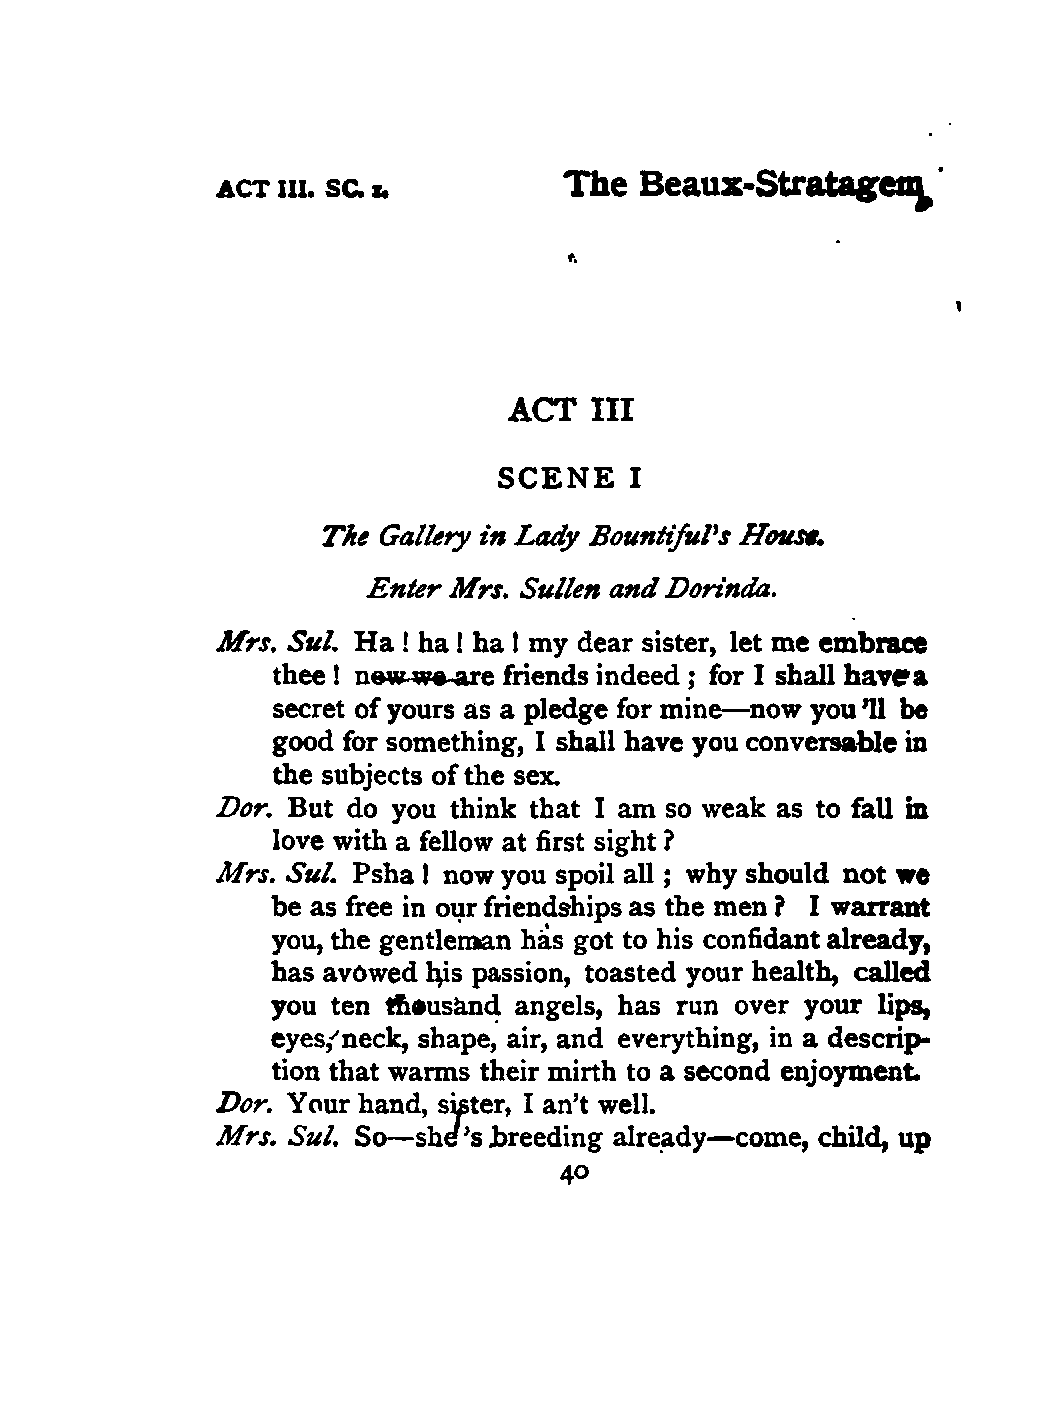 ACT III. SC. I. The Beaux-Stratagem
ACT III
SCENE I
The Gallery in Lady Bountiful's House.
Enter Mrs. Sullen and Dorinda.
Mrs. Sul. Ha! ha! ha! my dear sister, let me embrace
thee! now we are friends indeed; for I shall have a
secret of yours as a pledge for mine—now you'll be
good for something, I shall have you conversable in
the subjects of the sex.
Dor. But do you think that I am so weak as to fall in
love with a fellow at first sight?
Mrs. Sul. Psha! now you spoil all; why should not we
be as free in our friendships as the men? I warrant
you, the gentleman has got to his confidant already,
has avowed his passion, toasted your health, called
you ten thousand angels, has run over your lips,
eyes, neck, shape, air, and everything, in a descrip-
tion that warms their mirth to a second enjoyment.
Dor. Your hand, sister, I an't well.
Mrs. Sul. So—she's breeding already—come, child, up
40